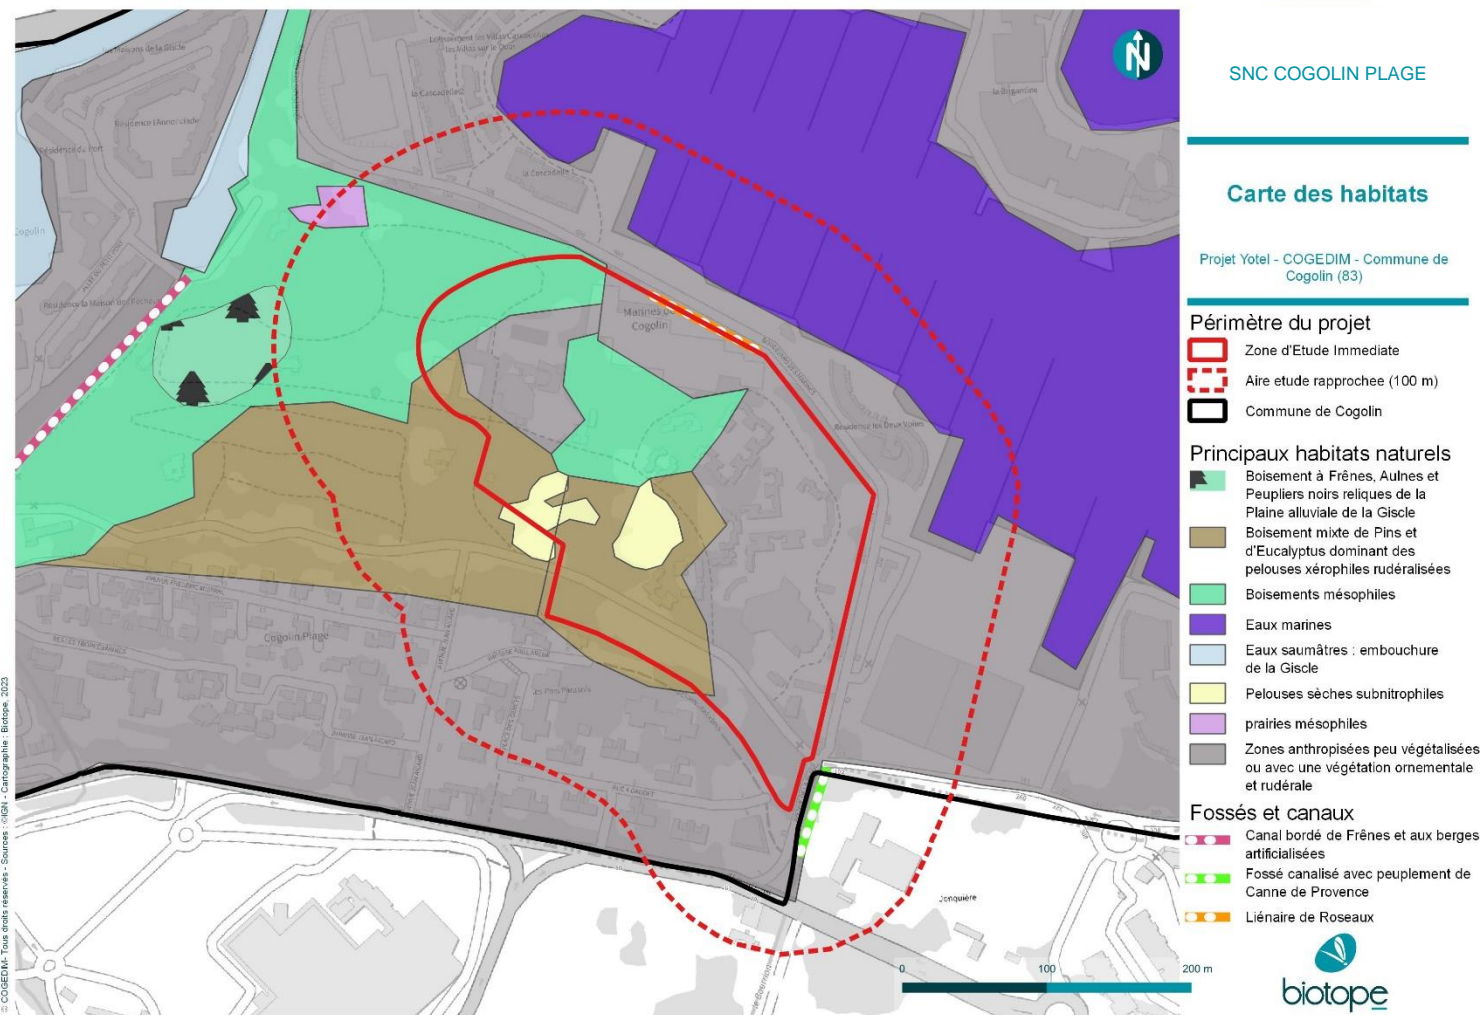 SNC COGOLIN PLAGE
Carte des habitats
Projet Yotel - COGEDIM - Commune de
Cogolin (83)
Périmètre du projet
Zone d'Etude Immediate
Aire etude rapprochee (100 m)
Commune de Cogolin
Principaux habitats naturels
Boisement à Frênes, Aulnes et
Peupliers noirs reliques de la
Plaine alluviale de la Giscle
Boisement mixte de Pins et
d'Eucalyptus dominant des
pelouses xérophiles rudéralisées
Boisements mésophiles
Eaux marines
Eaux saumâtres : embouchure
de la Giscle
Pelouses sèches subnitrophiles
prairies mésophiles
Zones anthropisées peu végétalisées
ou avec une végétation ornementale
et rudérale
Fossés et canaux
Canal bordé de Frênes et aux berges
artificialisées
Fossé canalisé avec peuplement de
Canne de Provence
Liénaire de Roseaux
biotope
N
la Brigantine
la Cascadelle
Résidence du Port
Cogolin
Cogolin
Résidence les Deux Voiles
Cogolin Plage
Jonquière
0 100 200 m
© COGEDIM - Tous droits réservés - Sources : ©IGN - Cartographie : Biotope, 2023